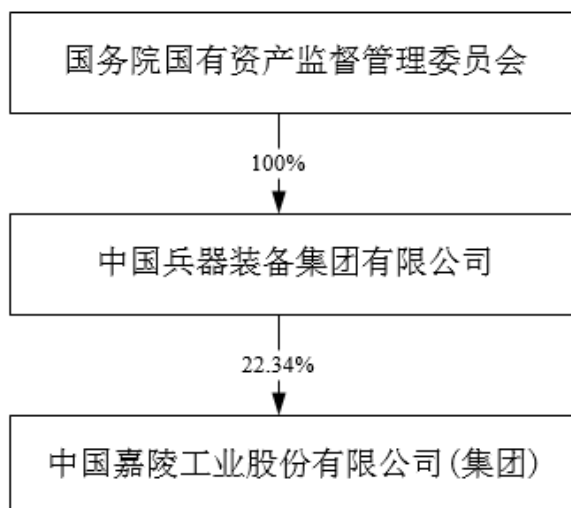 国务院国有资产监督管理委员会
100%
中国兵器装备集团有限公司
22.34%
中国嘉陵工业股份有限公司(集团)